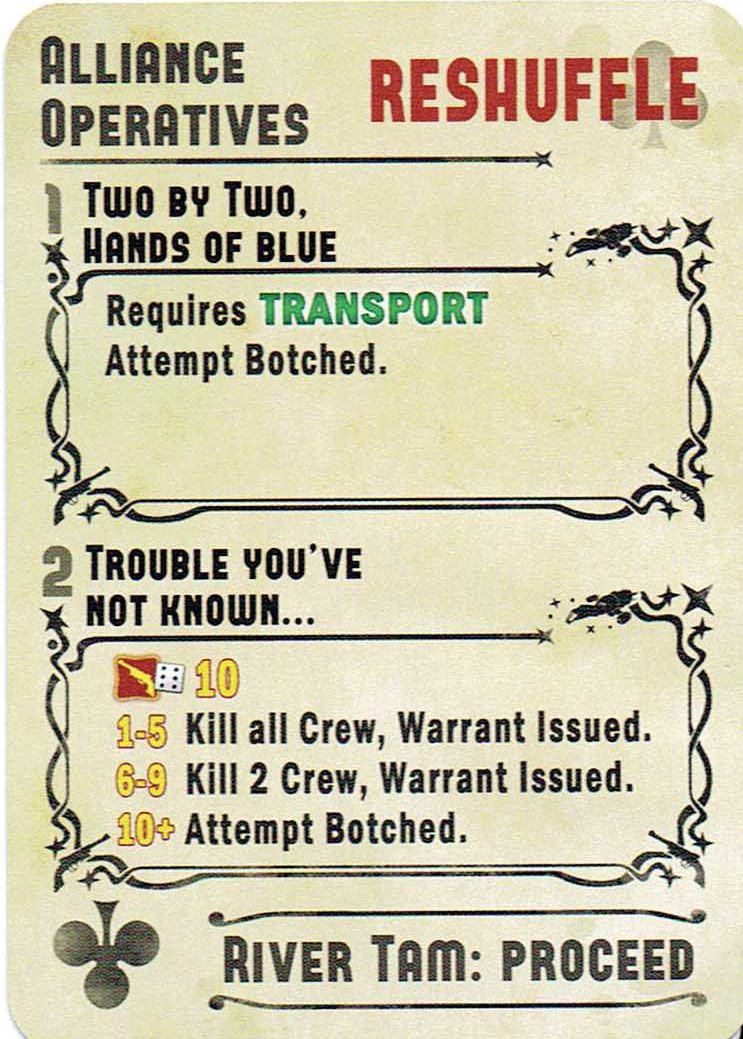 ALLIANCE
OPERATIVES
RESHUFFLE
1 TWO BY TWO,
HANDS OF BLUE
Requires TRANSPORT
Attempt Botched.
2 TROUBLE YOU'VE
NOT KNOWN...
10
1-5 Kill all Crew, Warrant Issued.
6-9 Kill 2 Crew, Warrant Issued.
10+ Attempt Botched.
RIVER TAM: PROCEED